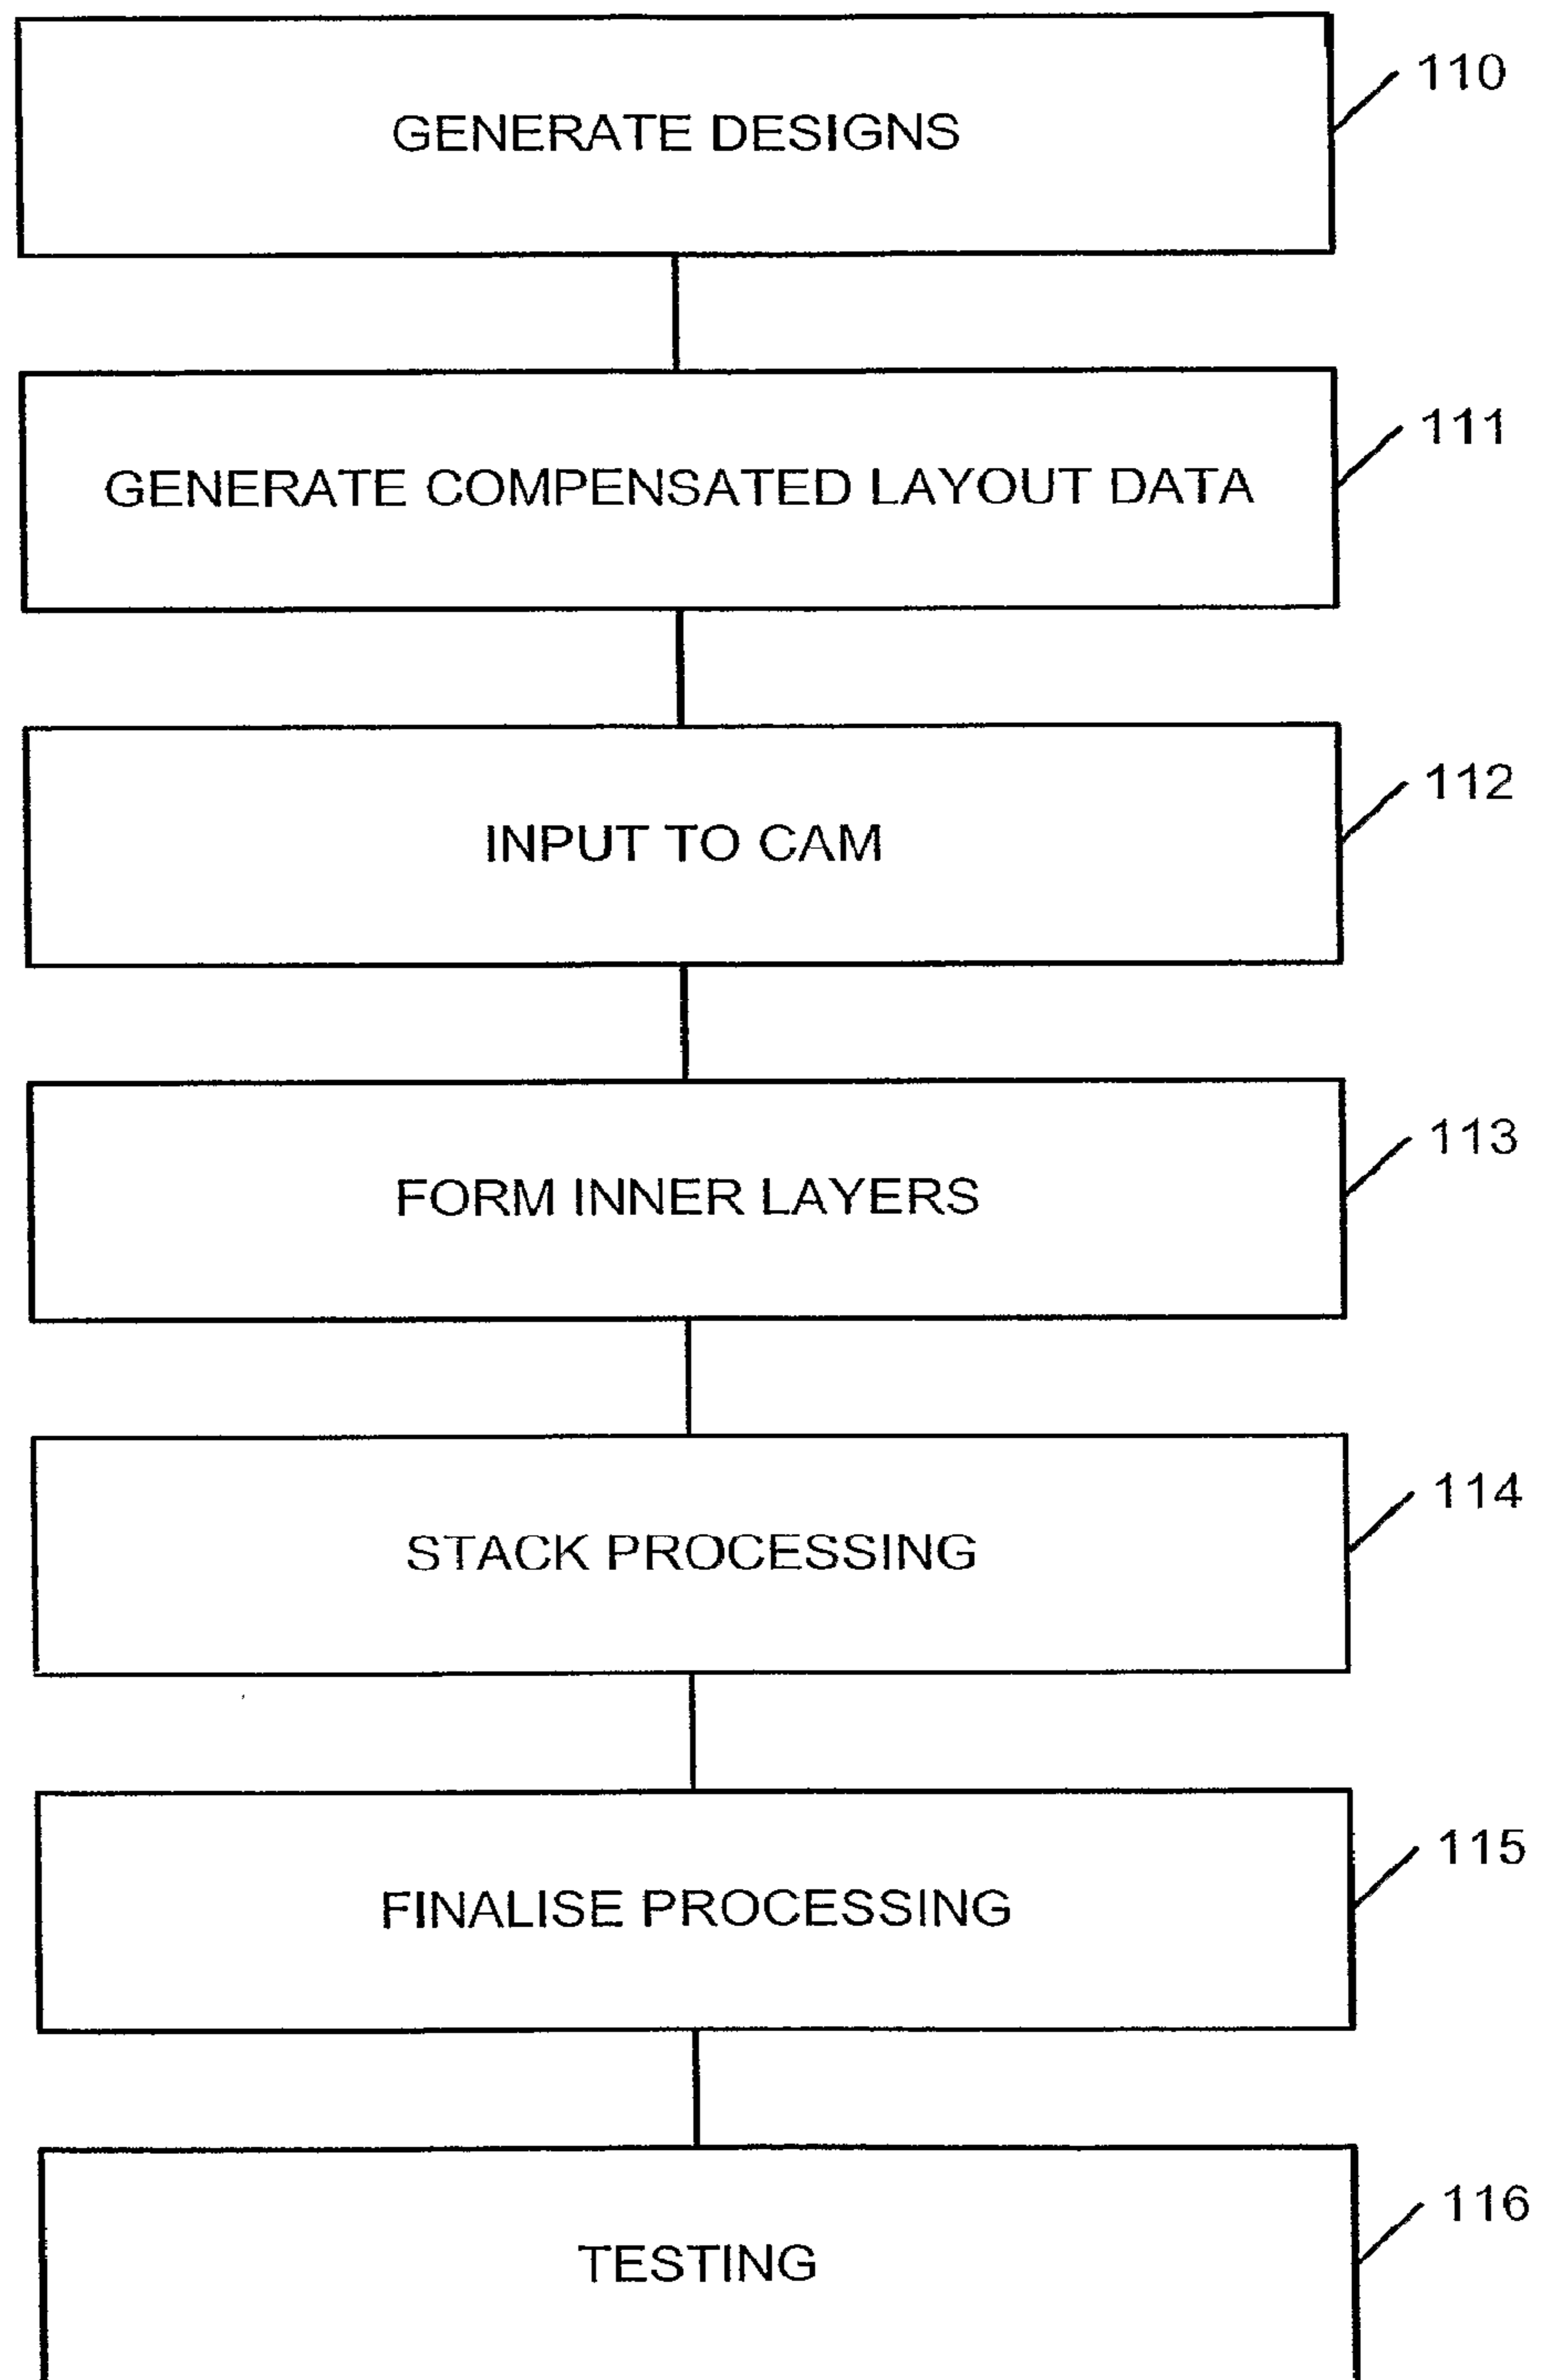 GENERATE DESIGNS
110
GENERATE COMPENSATED LAYOUT DATA
111
INPUT TO CAM
112
FORM INNER LAYERS
113
STACK PROCESSING
114
FINALISE PROCESSING
115
TESTING
116